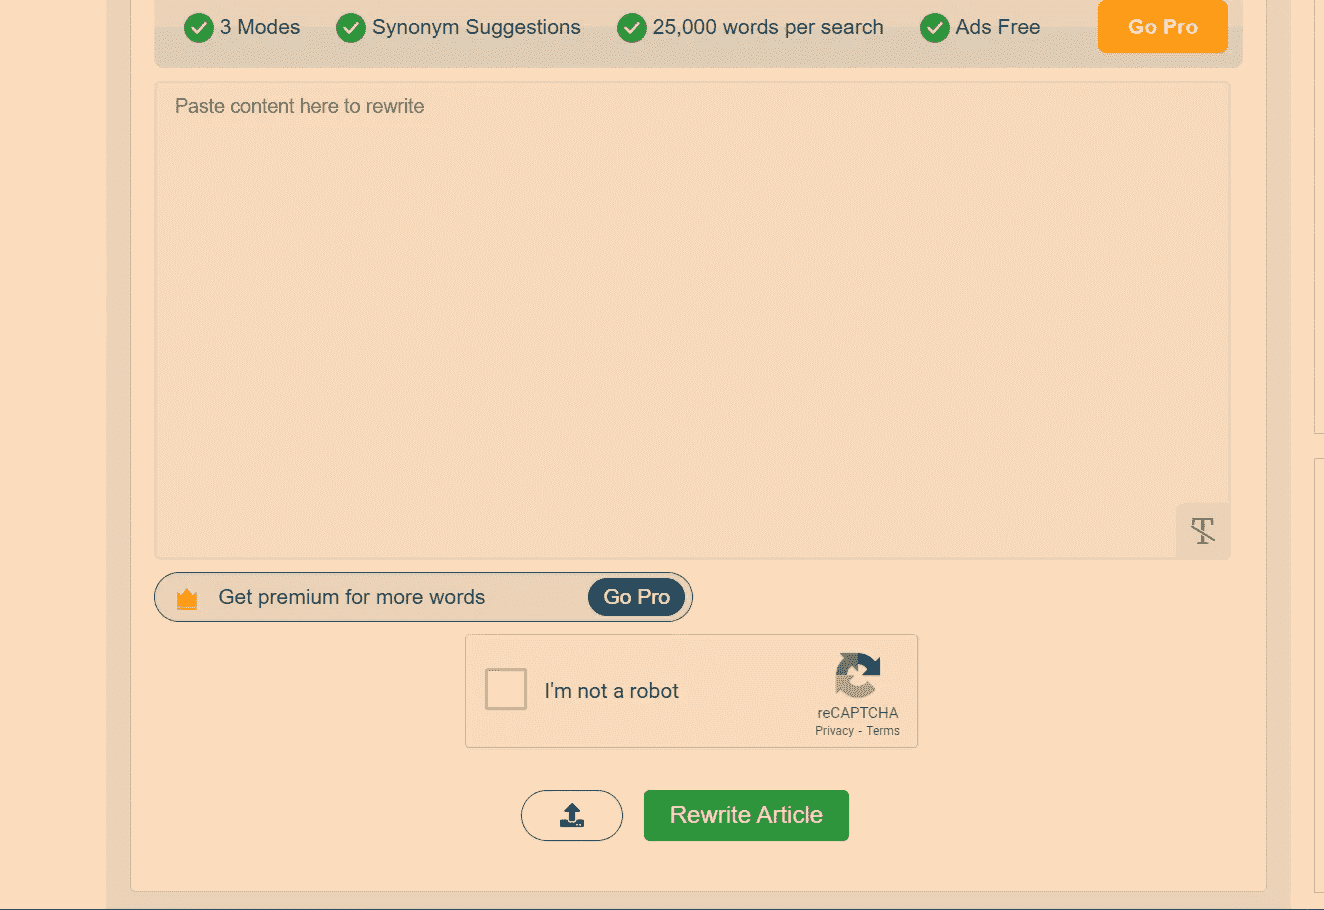 3 Modes Synonym Suggestions 25,000 words per search Ads Free Go Pro
Paste content here to rewrite
Get premium for more words Go Pro
I'm not a robot
reCAPTCHA
Privacy - Terms
Rewrite Article